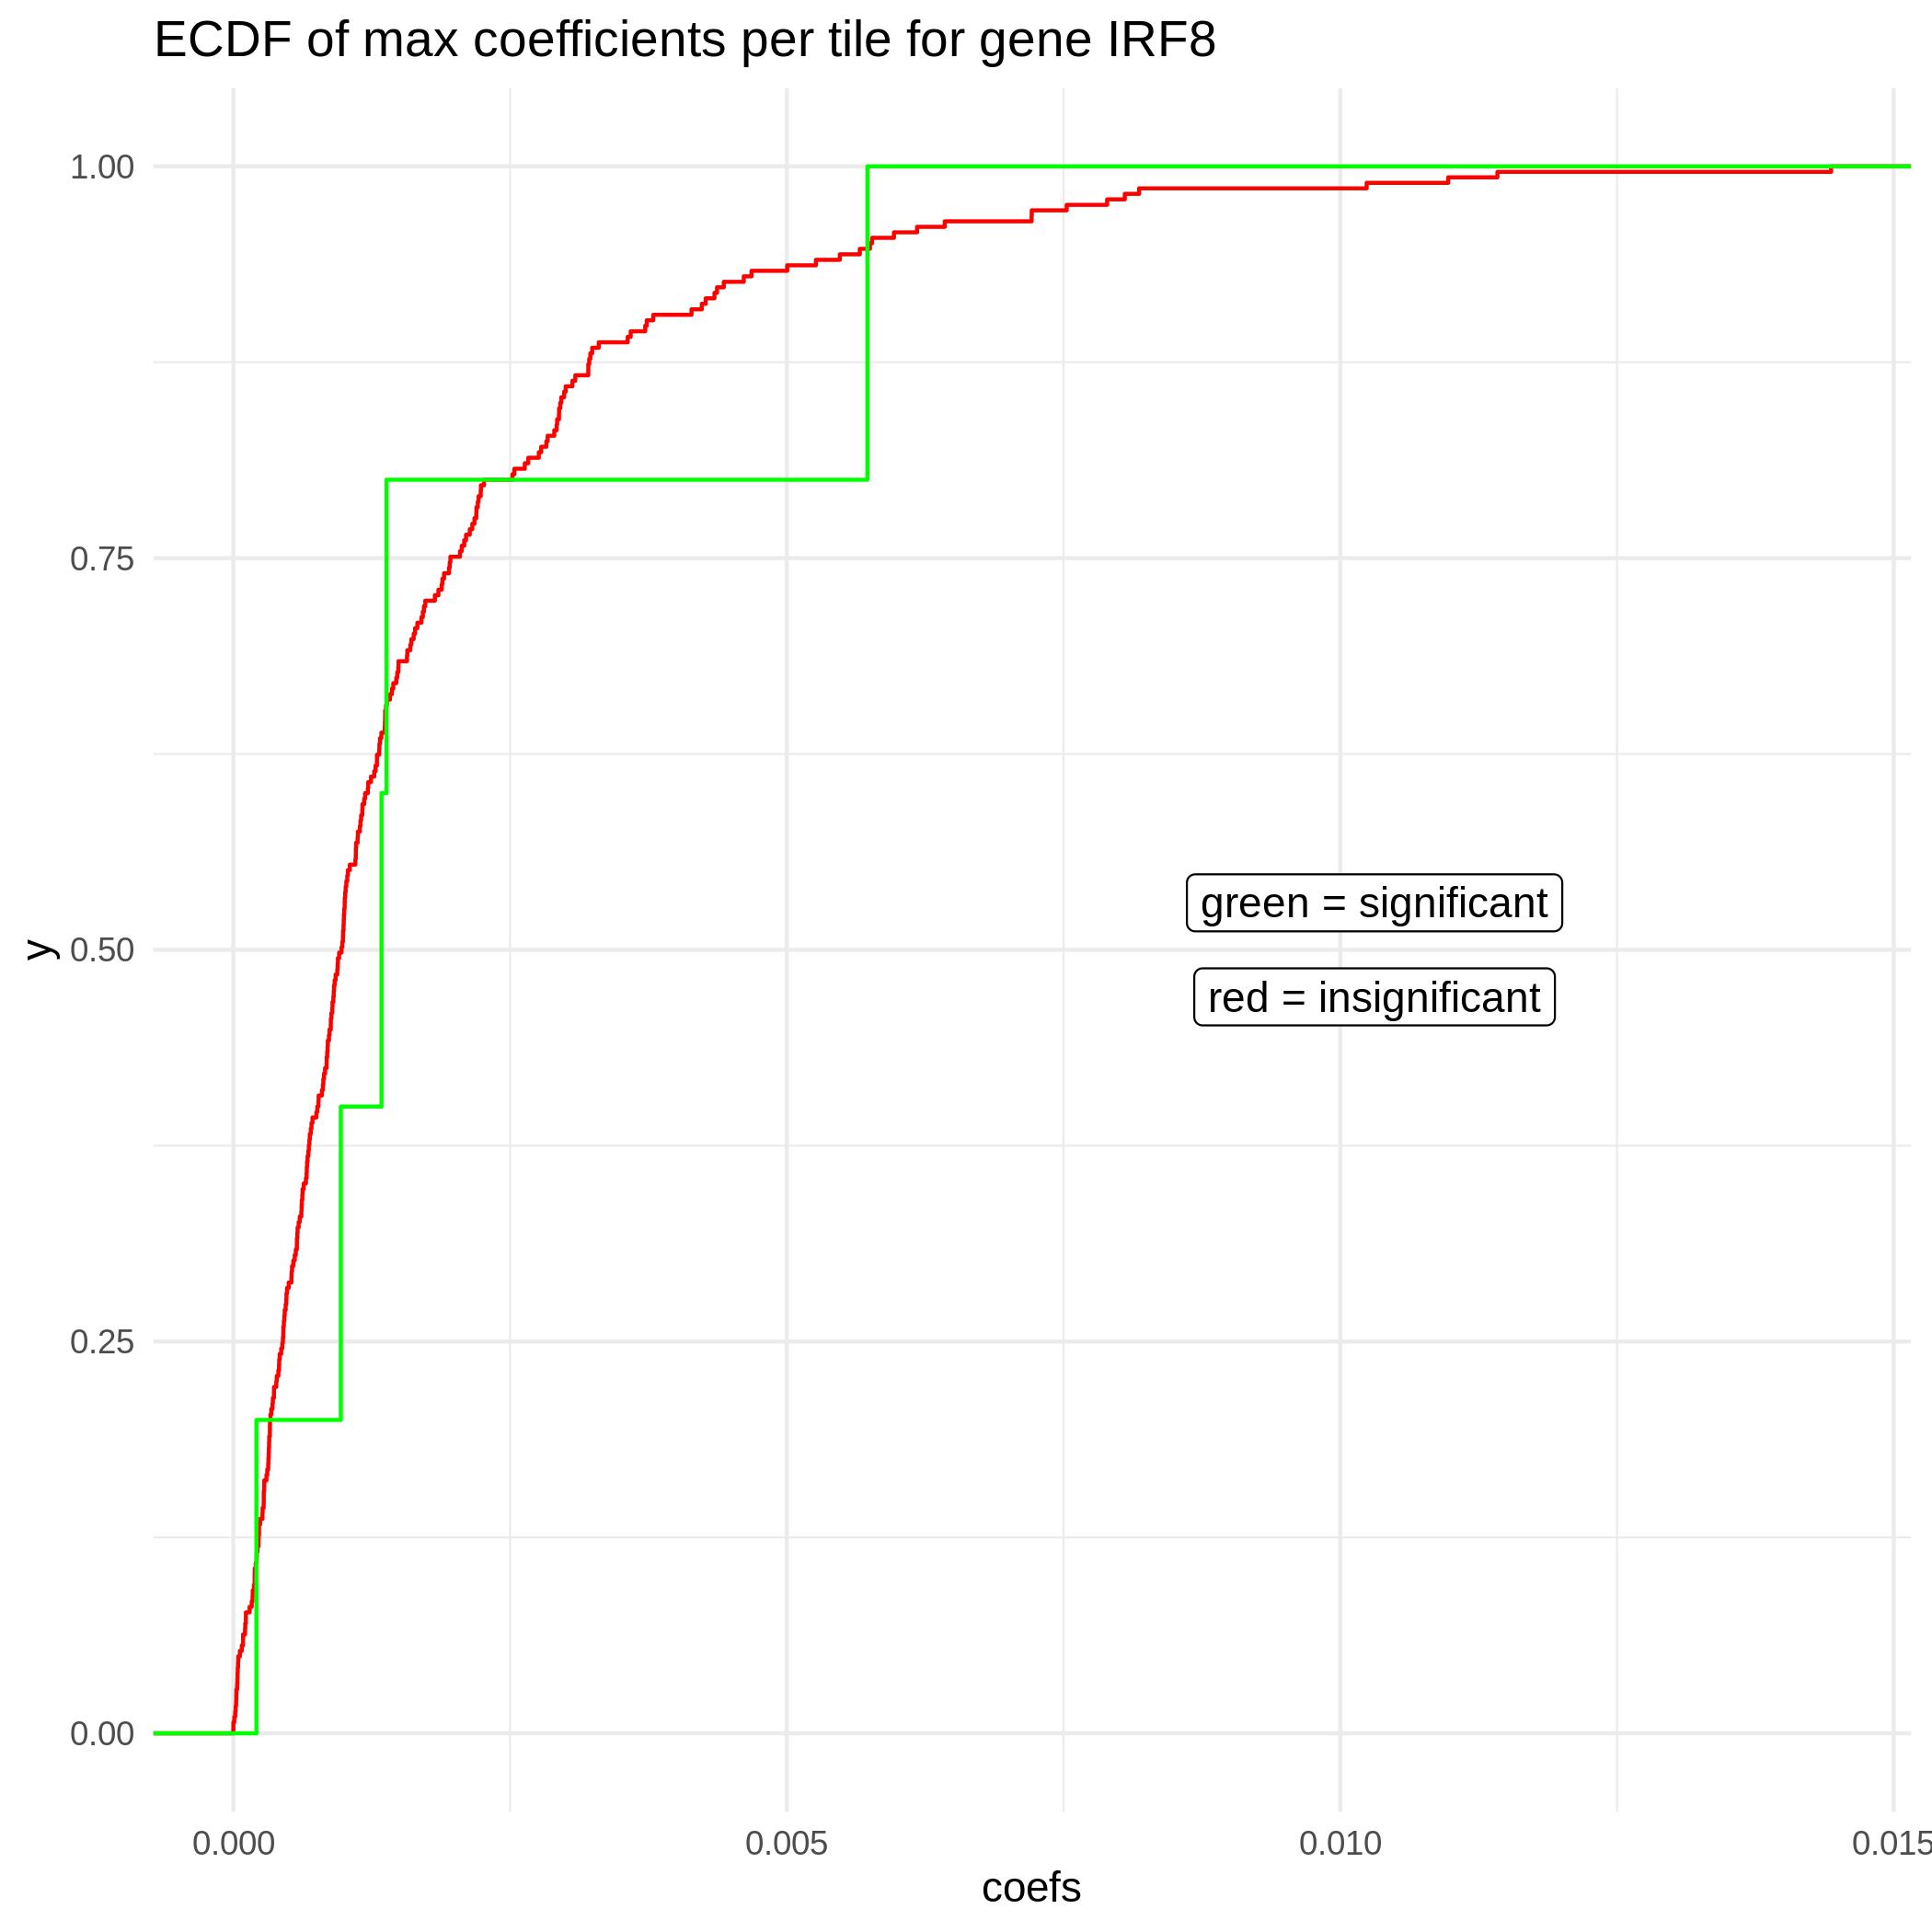 ECDF of max coefficients per tile for gene IRF8
1.00
0.75
0.50
0.25
0.00
y
green = significant
red = insignificant
0.000 0.005 0.010 0.015
coefs